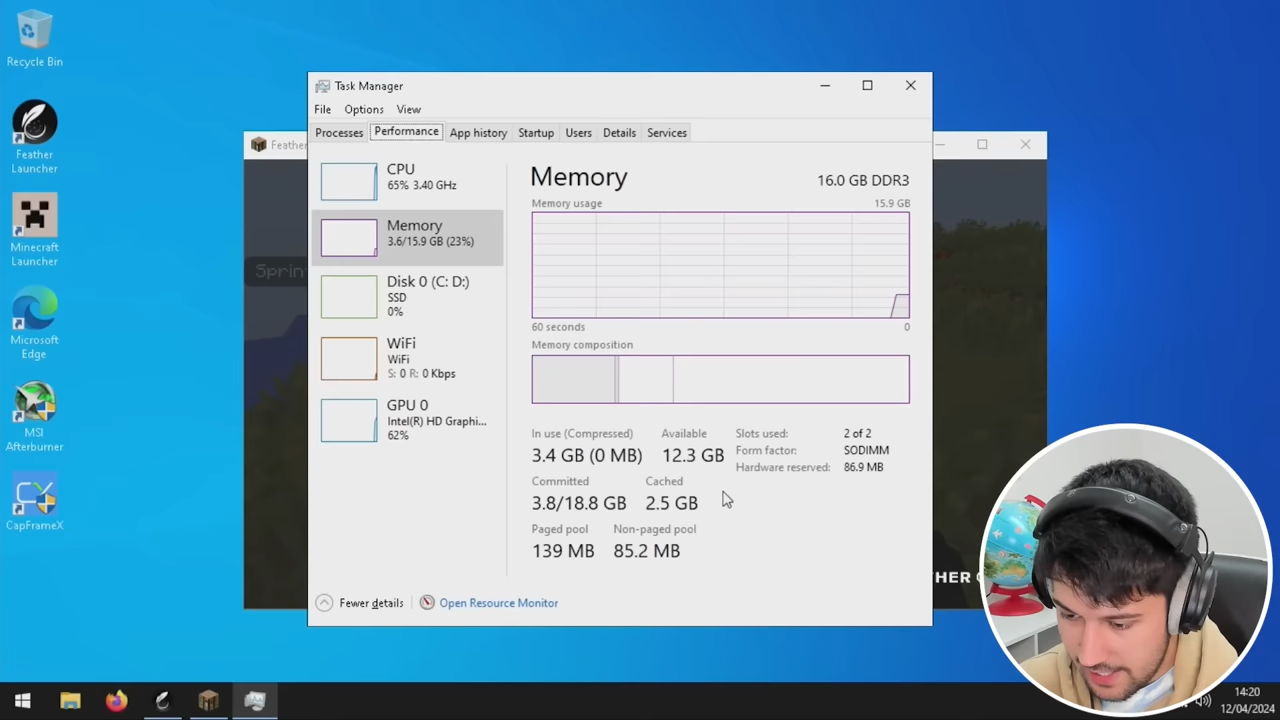 Recycle Bin
Feather
Launcher
Minecraft
Launcher
Microsoft
Edge
MSI
Afterburner
CapFrameX
Feather
Sprin
Task Manager
File Options View
Processes Performance App history Startup Users Details Services
CPU
65% 3.40 GHz
Memory
3.6/15.9 GB (23%)
Disk 0 (C: D:)
SSD
0%
WiFi
WiFi
S: 0 R: 0 Kbps
GPU 0
Intel(R) HD Graphi...
62%
Memory 16.0 GB DDR3
Memory usage 15.9 GB
60 seconds 0
Memory composition
In use (Compressed) Available
3.4 GB (0 MB) 12.3 GB
Committed Cached
3.8/18.8 GB 2.5 GB
Paged pool Non-paged pool
139 MB 85.2 MB
Slots used: 2 of 2
Form factor: SODIMM
Hardware reserved: 86.9 MB
Fewer details Open Resource Monitor
HER
14:20
12/04/2024